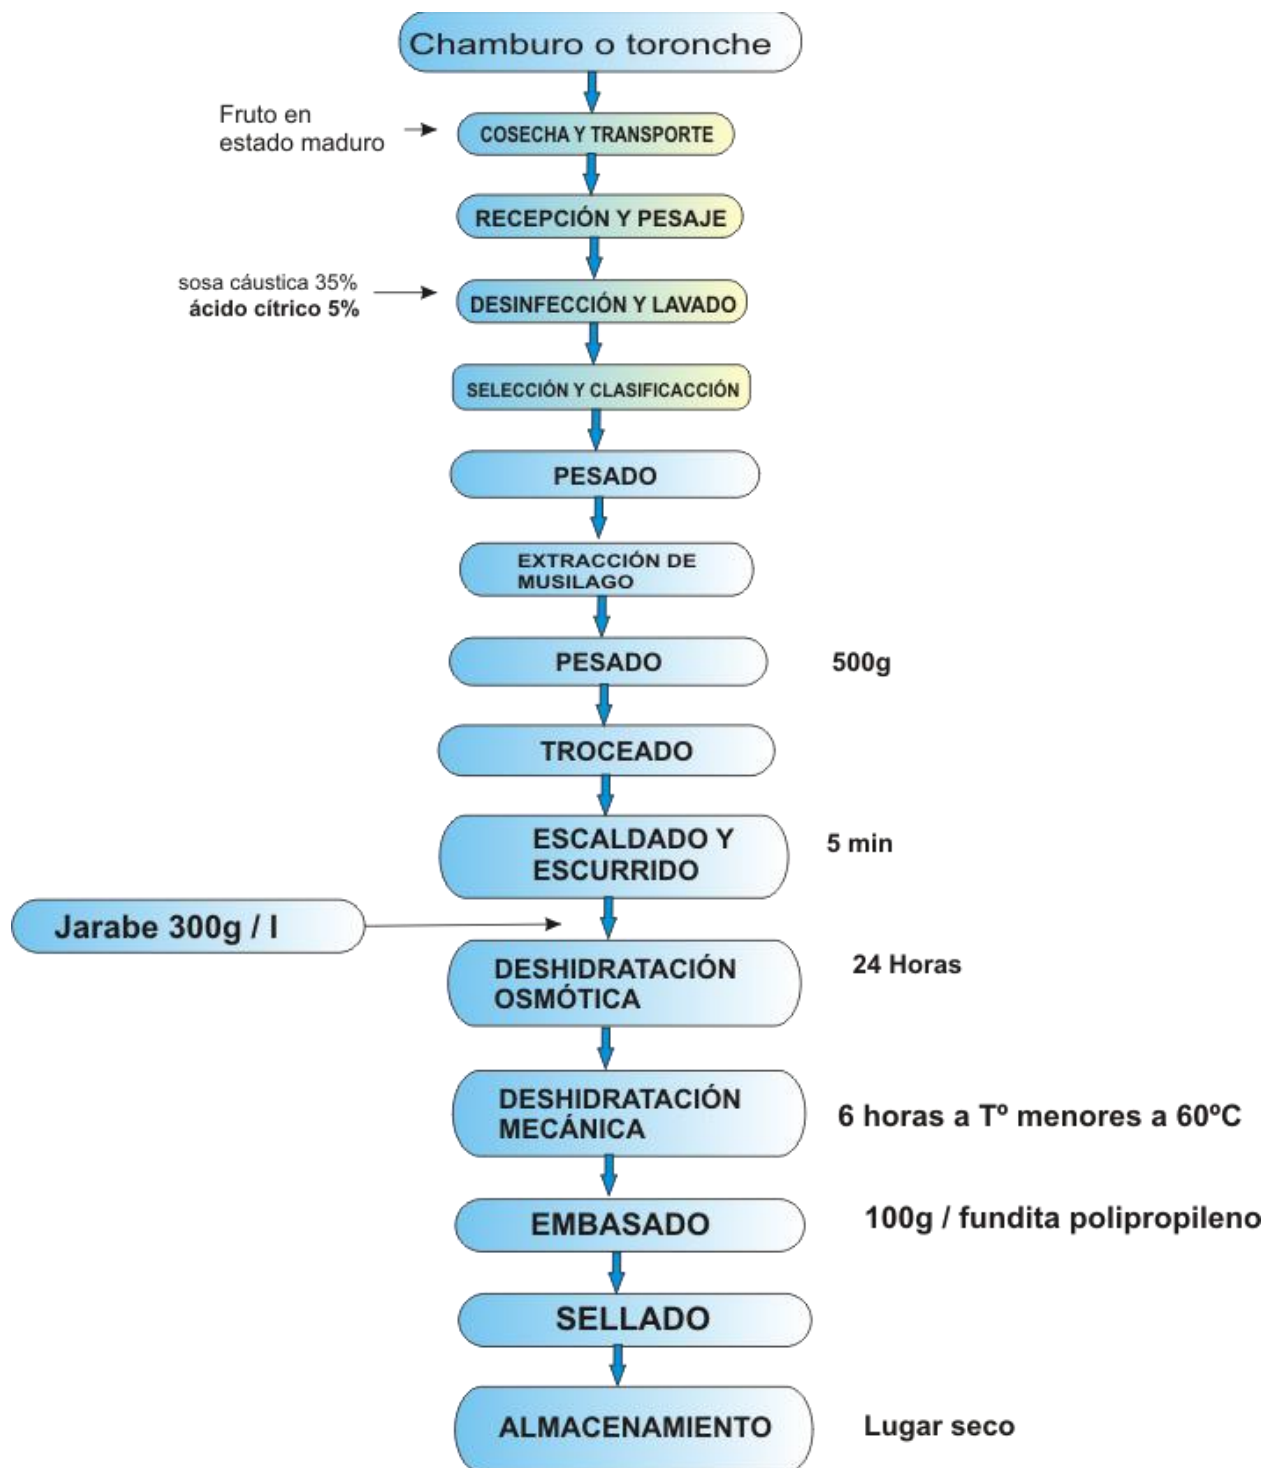 Chamburo o toronche
Fruto en
estado maduro
COSECHA Y TRANSPORTE
RECEPCIÓN Y PESAJE
sosa cáustica 35%
ácido cítrico 5%
DESINFECCIÓN Y LAVADO
SELECCIÓN Y CLASIFICACCIÓN
PESADO
EXTRACCIÓN DE
MUSILAGO
PESADO
500g
TROCEADO
ESCALDADO Y
ESCURRIDO
5 min
Jarabe 300g / l
DESHIDRATACIÓN
OSMÓTICA
24 Horas
DESHIDRATACIÓN
MECÁNICA
6 horas a Tº menores a 60ºC
EMBASADO
100g / fundita polipropileno
SELLADO
ALMACENAMIENTO
Lugar seco